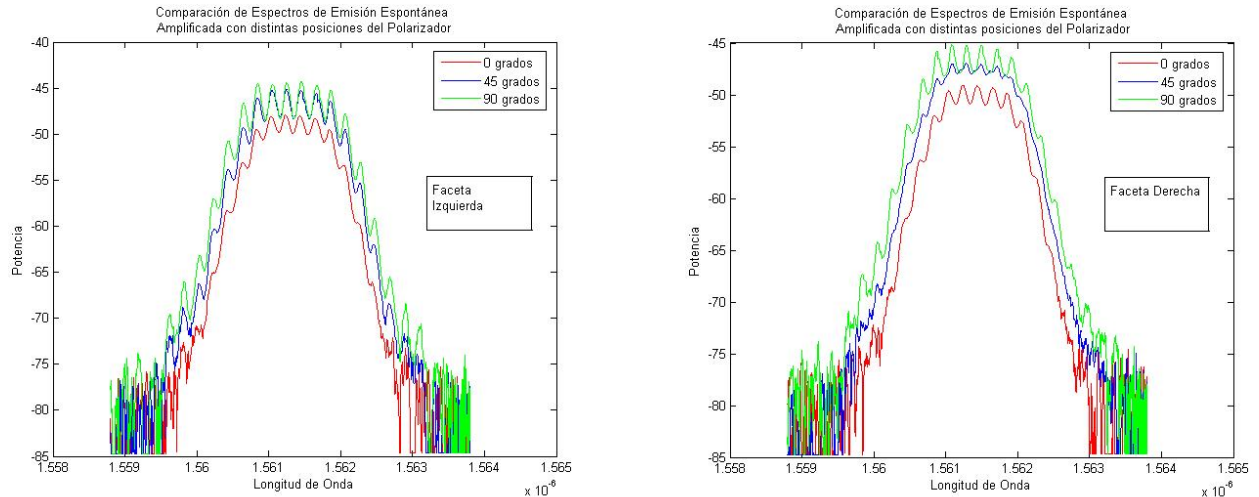 Comparación de Espectros de Emisión Espontánea
Amplificada con distintas posiciones del Polarizador
-40
-45
-50
-55
-60
-65
-70
-75
-80
-85
Potencia
0 grados
45 grados
90 grados
Faceta
Izquierda
1.558 1.559 1.56 1.561 1.562 1.563 1.564 1.565
Longitud de Onda
x 10-6
Comparación de Espectros de Emisión Espontánea
Amplificada con distintas posiciones del Polarizador
-45
-50
-55
-60
-65
-70
-75
-80
-85
Potencia
0 grados
45 grados
90 grados
Faceta Derecha
1.558 1.559 1.56 1.561 1.562 1.563 1.564 1.565
Longitud de Onda
x 10-6